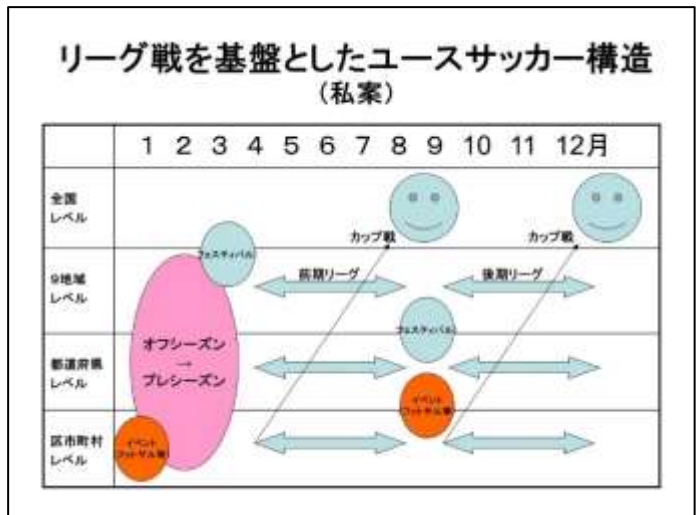 リーグ戦を基盤としたユースサッカー構造
(私案)
1 2 3 4 5 6 7 8 9 10 11 12月
全国
レベル
カップ戦
カップ戦
フェスティバル
9地域
レベル
前期リーグ
後期リーグ
フェスティバル
オフシーズン
→
プレシーズン
都道府県
レベル
イベント
(フットサル等)
区市町村
レベル
イベント
(フットサル等)